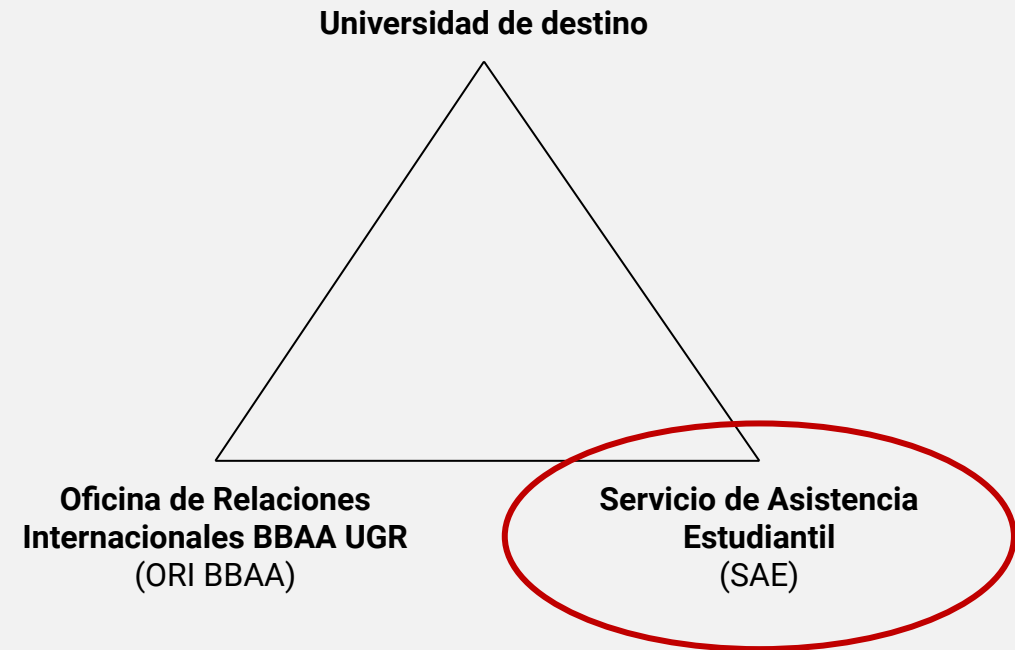 Universidad de destino
Oficina de Relaciones
Internacionales BBAA UGR
(ORI BBAA)
Servicio de Asistencia
Estudiantil
(SAE)